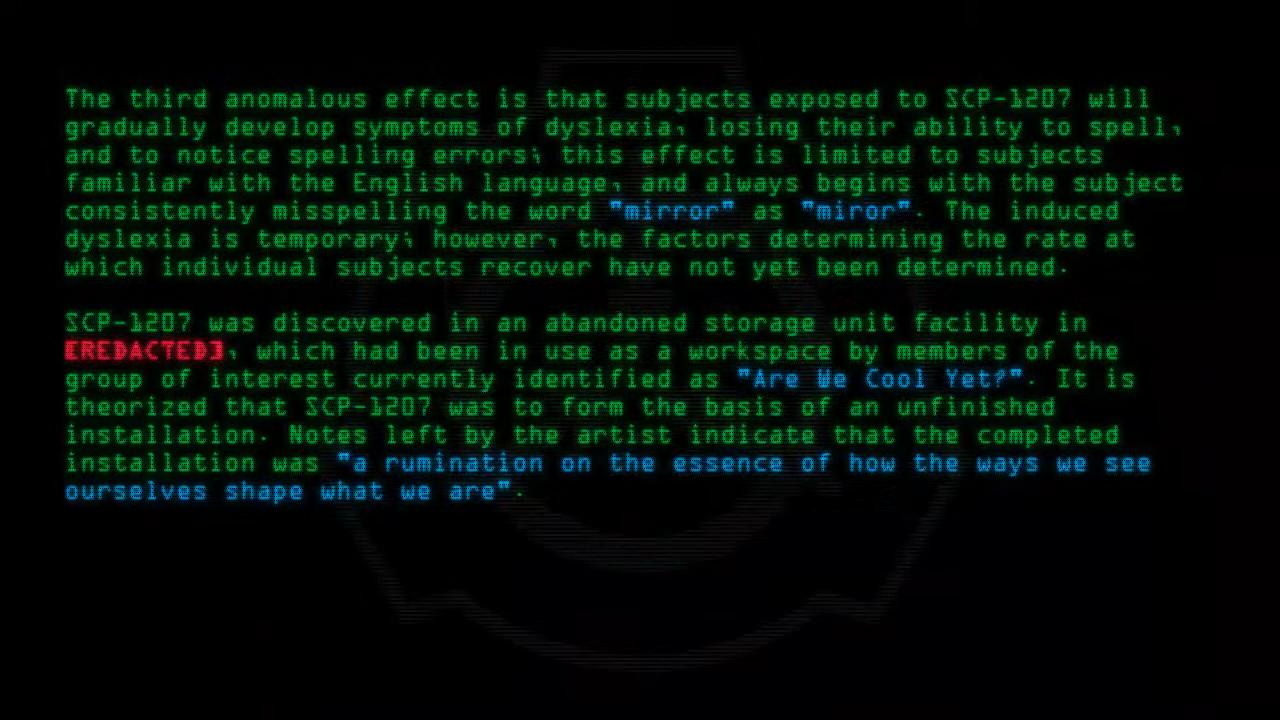 The third anomalous effect is that subjects exposed to SCP-1207 will
gradually develop symptoms of dyslexia, losing their ability to spell,
and to notice spelling errors; this effect is limited to subjects
familiar with the English language, and always begins with the subject
consistently misspelling the word "mirror" as "miror". The induced
dyslexia is temporary; however, the factors determining the rate at
which individual subjects recover have not yet been determined.
SCP-1207 was discovered in an abandoned storage unit facility in
[REDACTED], which had been in use as a workspace by members of the
group of interest currently identified as "Are We Cool Yet?". It is
theorized that SCP-1207 was to form the basis of an unfinished
installation. Notes left by the artist indicate that the completed
installation was "a rumination on the essence of how the ways we see
ourselves shape what we are".